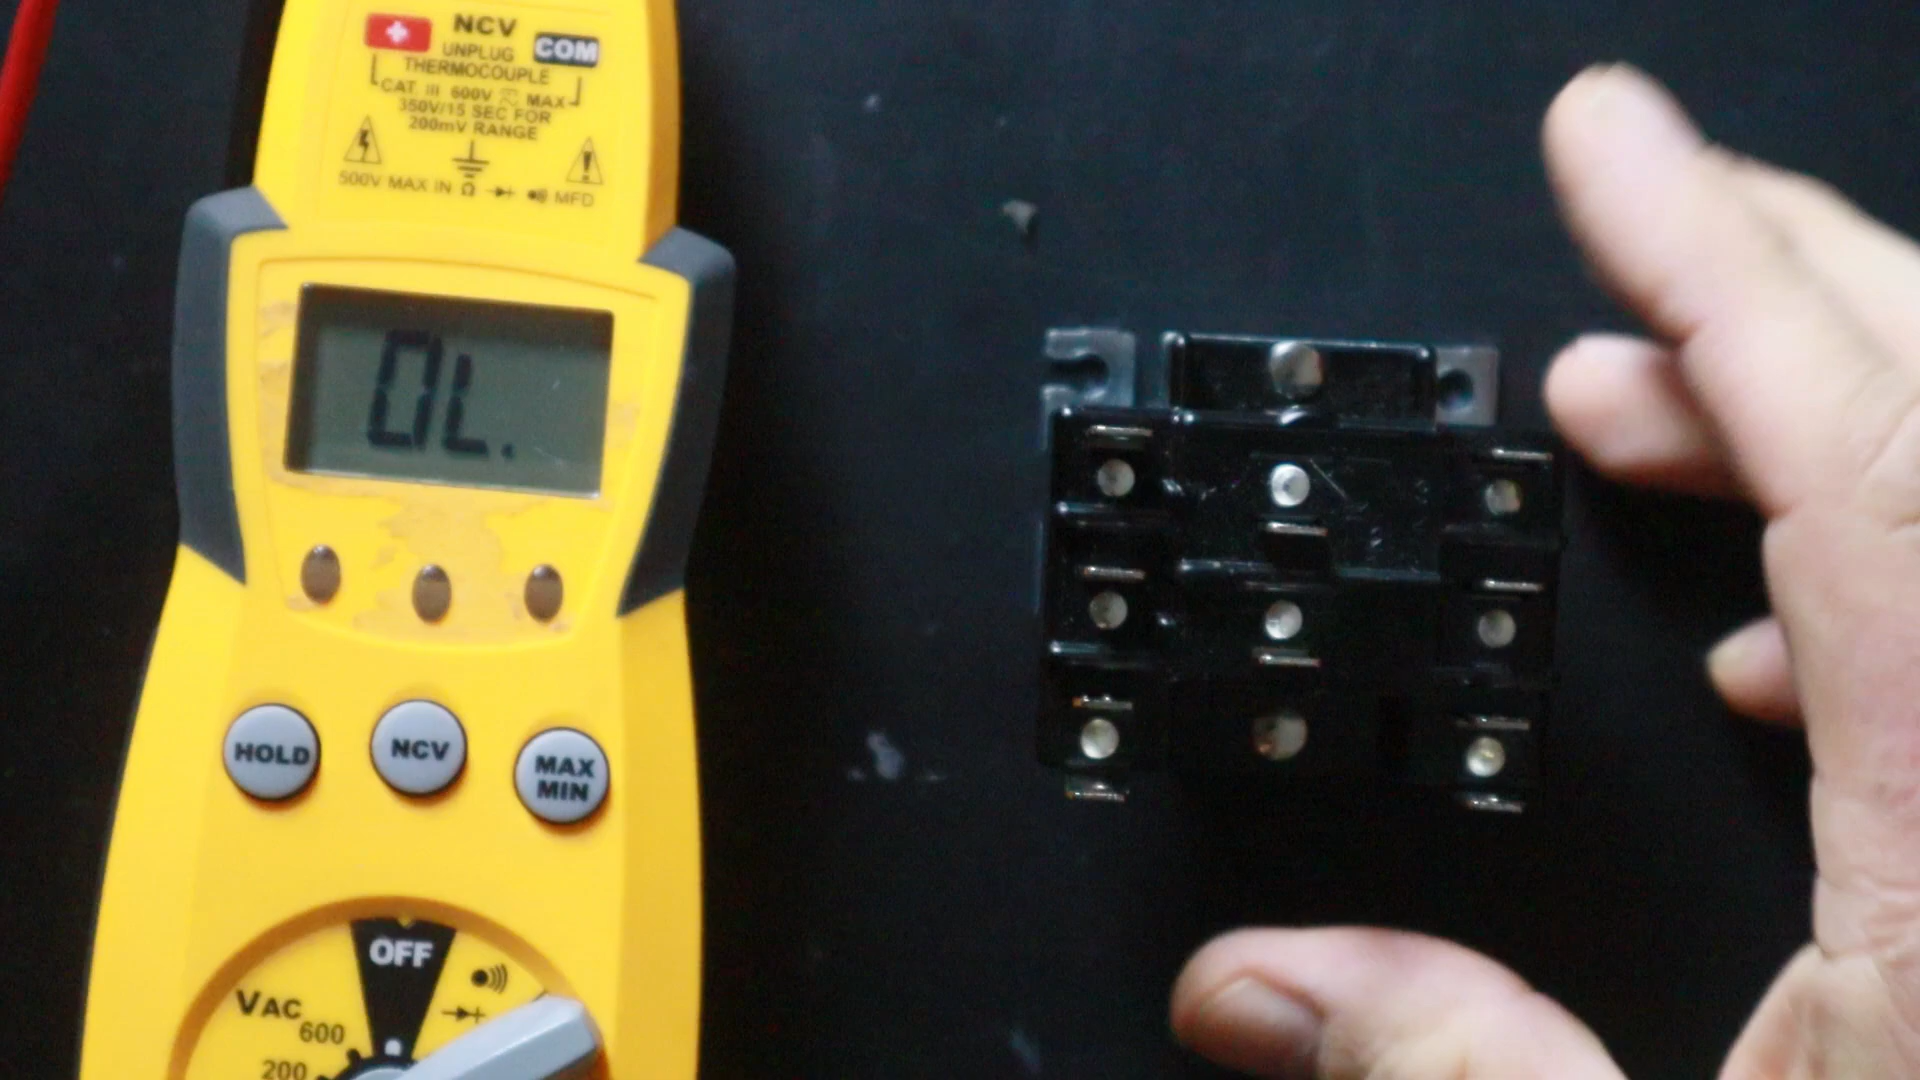 NCV
COM
UNPLUG
THERMOCOUPLE
CAT. III 600V MAX
350V/15 SEC FOR
200mV RANGE
500V MAX IN Ω MFD
OL.
HOLD
NCV
MAX
MIN
OFF
VAC
600
200